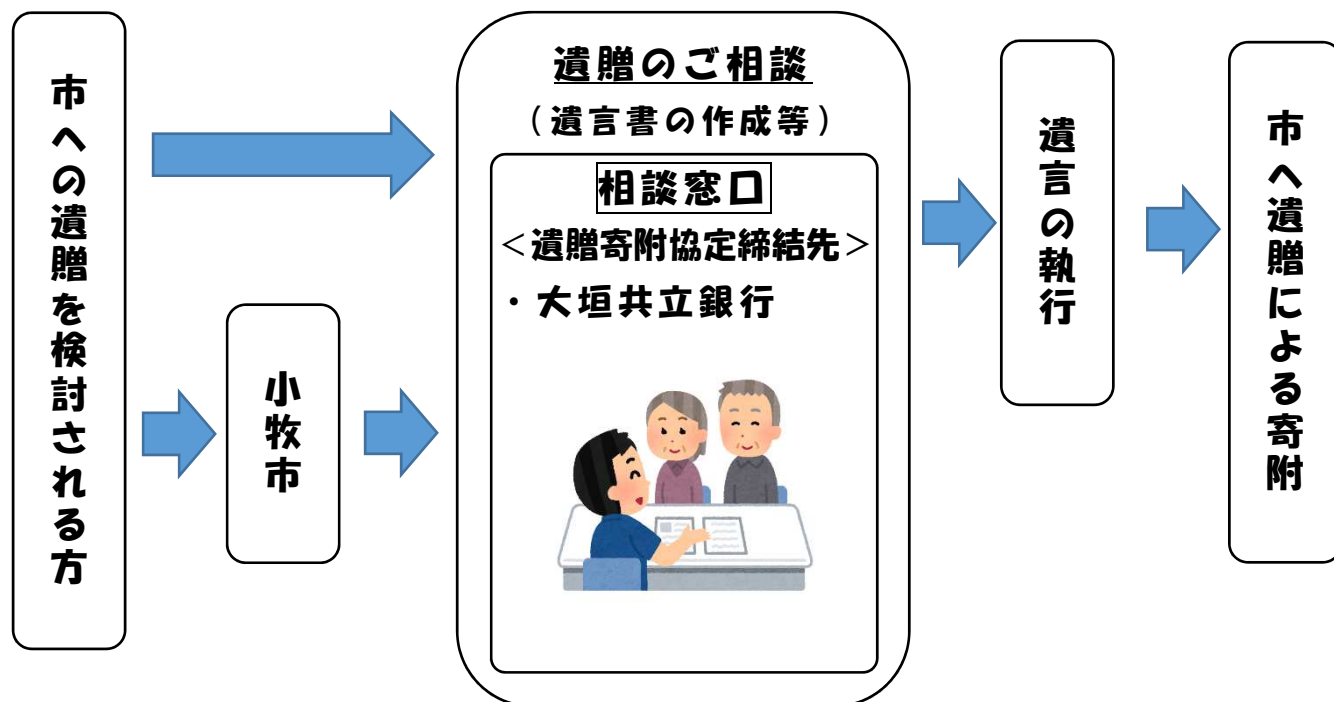 市への遺贈を検討される方
小牧市
遺贈のご相談
(遺言書の作成等)
相談窓口
<遺贈寄附協定締結先>
・大垣共立銀行
遺言の執行
市へ遺贈による寄附